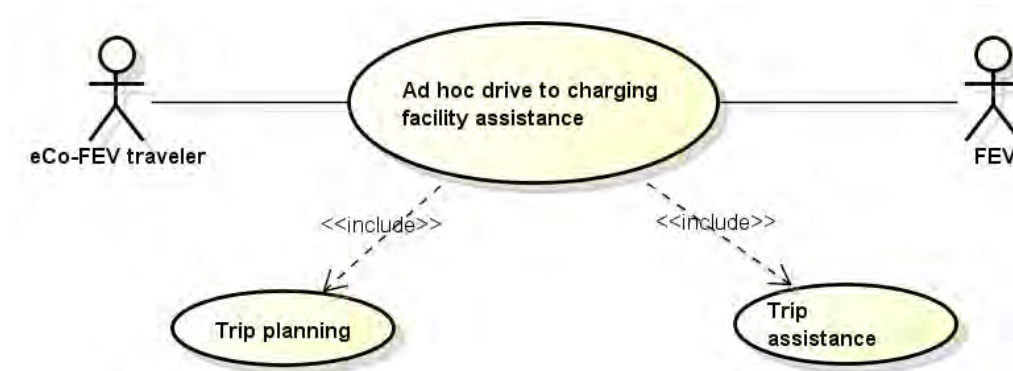 Ad hoc drive to charging
facility assistance
eCo-FEV traveler
FEV
<<include>>
<<include>>
Trip planning
Trip
assistance